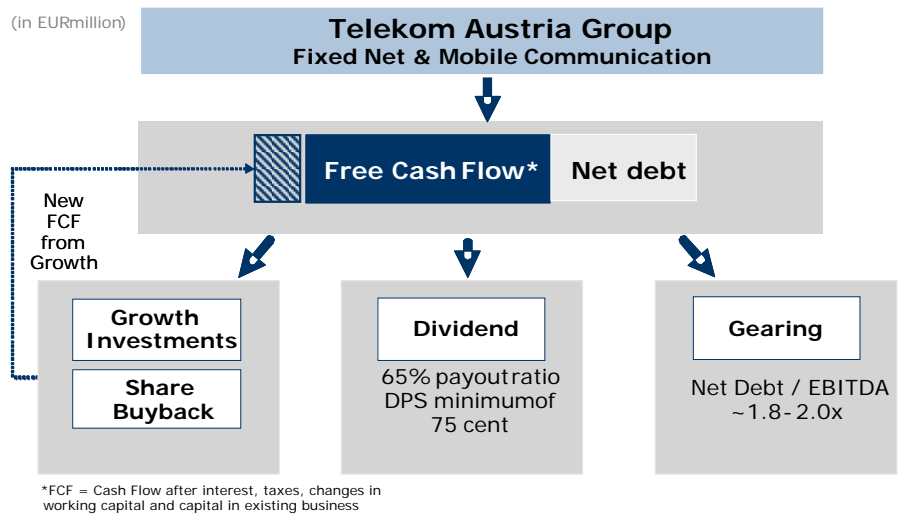 (in EURmillion)
Telekom Austria Group
Fixed Net & Mobile Communication
Free Cash Flow*
Net debt
New
FCF
from
Growth
Growth
Investments
Share
Buyback
Dividend
65% payout ratio
DPS minimumof
75 cent
Gearing
Net Debt / EBITDA
~1.8-2.0x
*FCF = Cash Flow after interest, taxes, changes in
working capital and capital in existing business